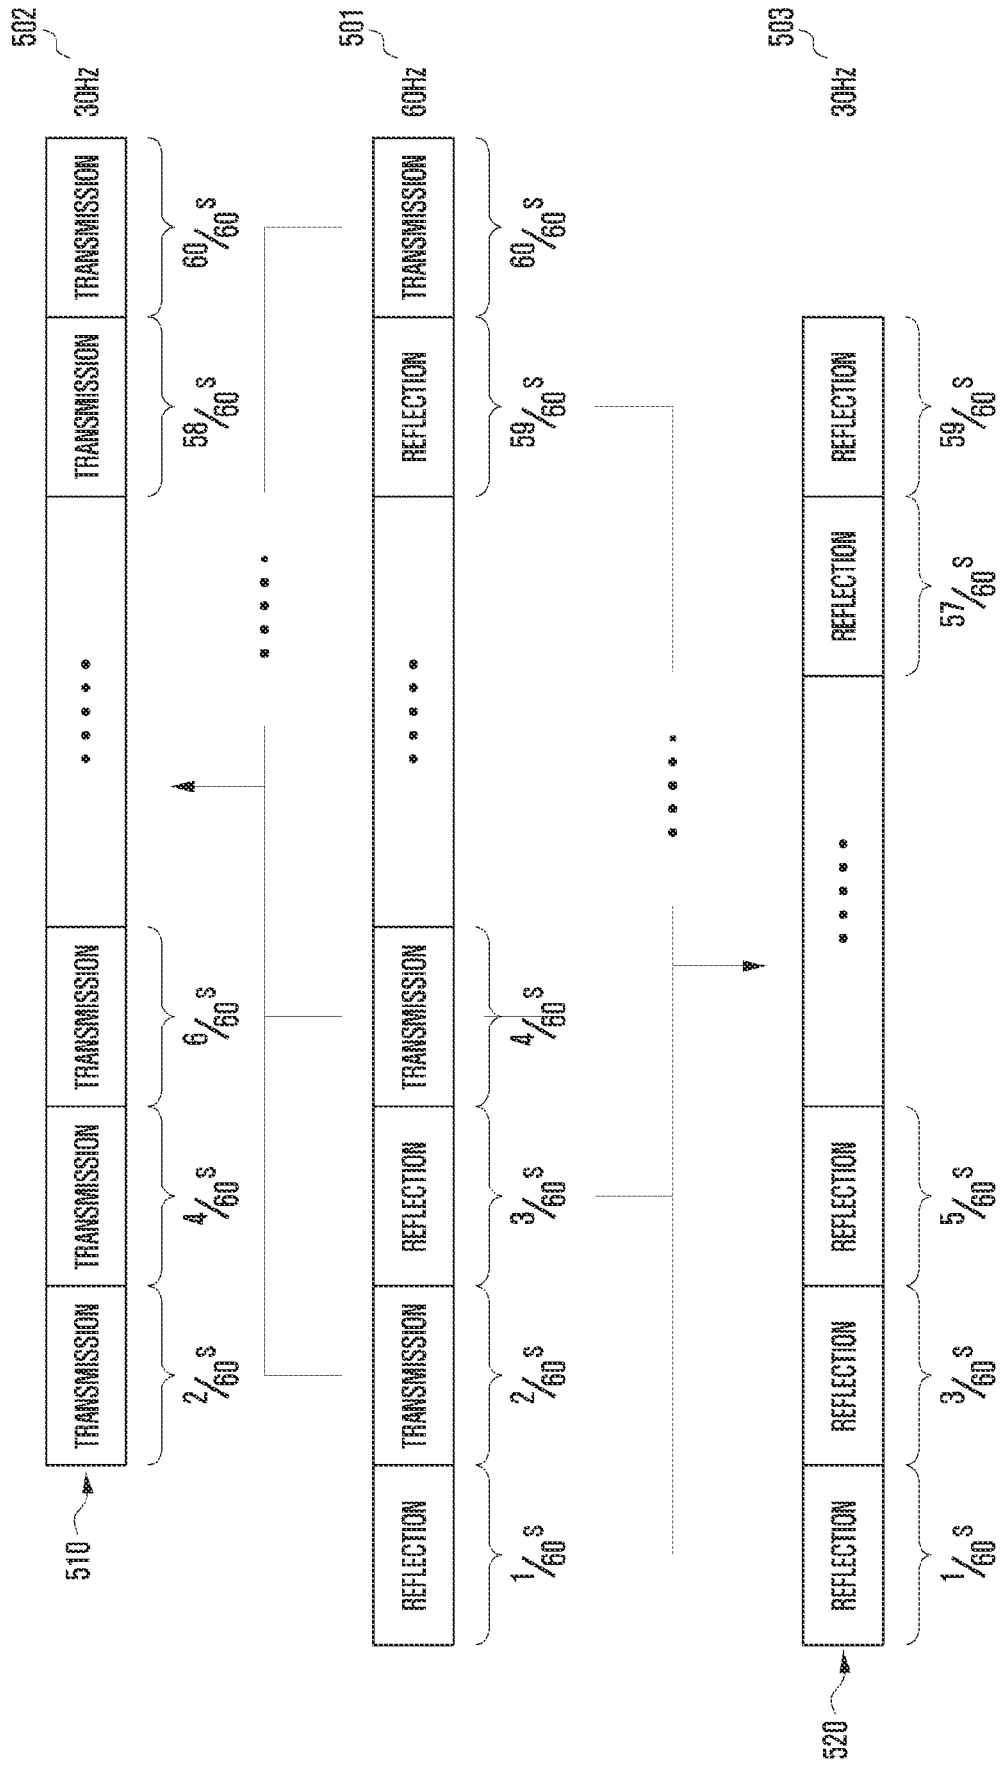 502
30Hz
TRANSMISSION TRANSMISSION TRANSMISSION ..... TRANSMISSION TRANSMISSION
510
2/60 S 4/60 S 6/60 S 58/60 S 60/60 S
.....
501
60Hz
REFLECTION TRANSMISSION REFLECTION TRANSMISSION ..... REFLECTION TRANSMISSION
1/60 S 2/60 S 3/60 S 4/60 S 59/60 S 60/60 S
.....
503
30Hz
REFLECTION REFLECTION REFLECTION ..... REFLECTION REFLECTION
520
1/60 S 3/60 S 5/60 S 57/60 S 59/60 S